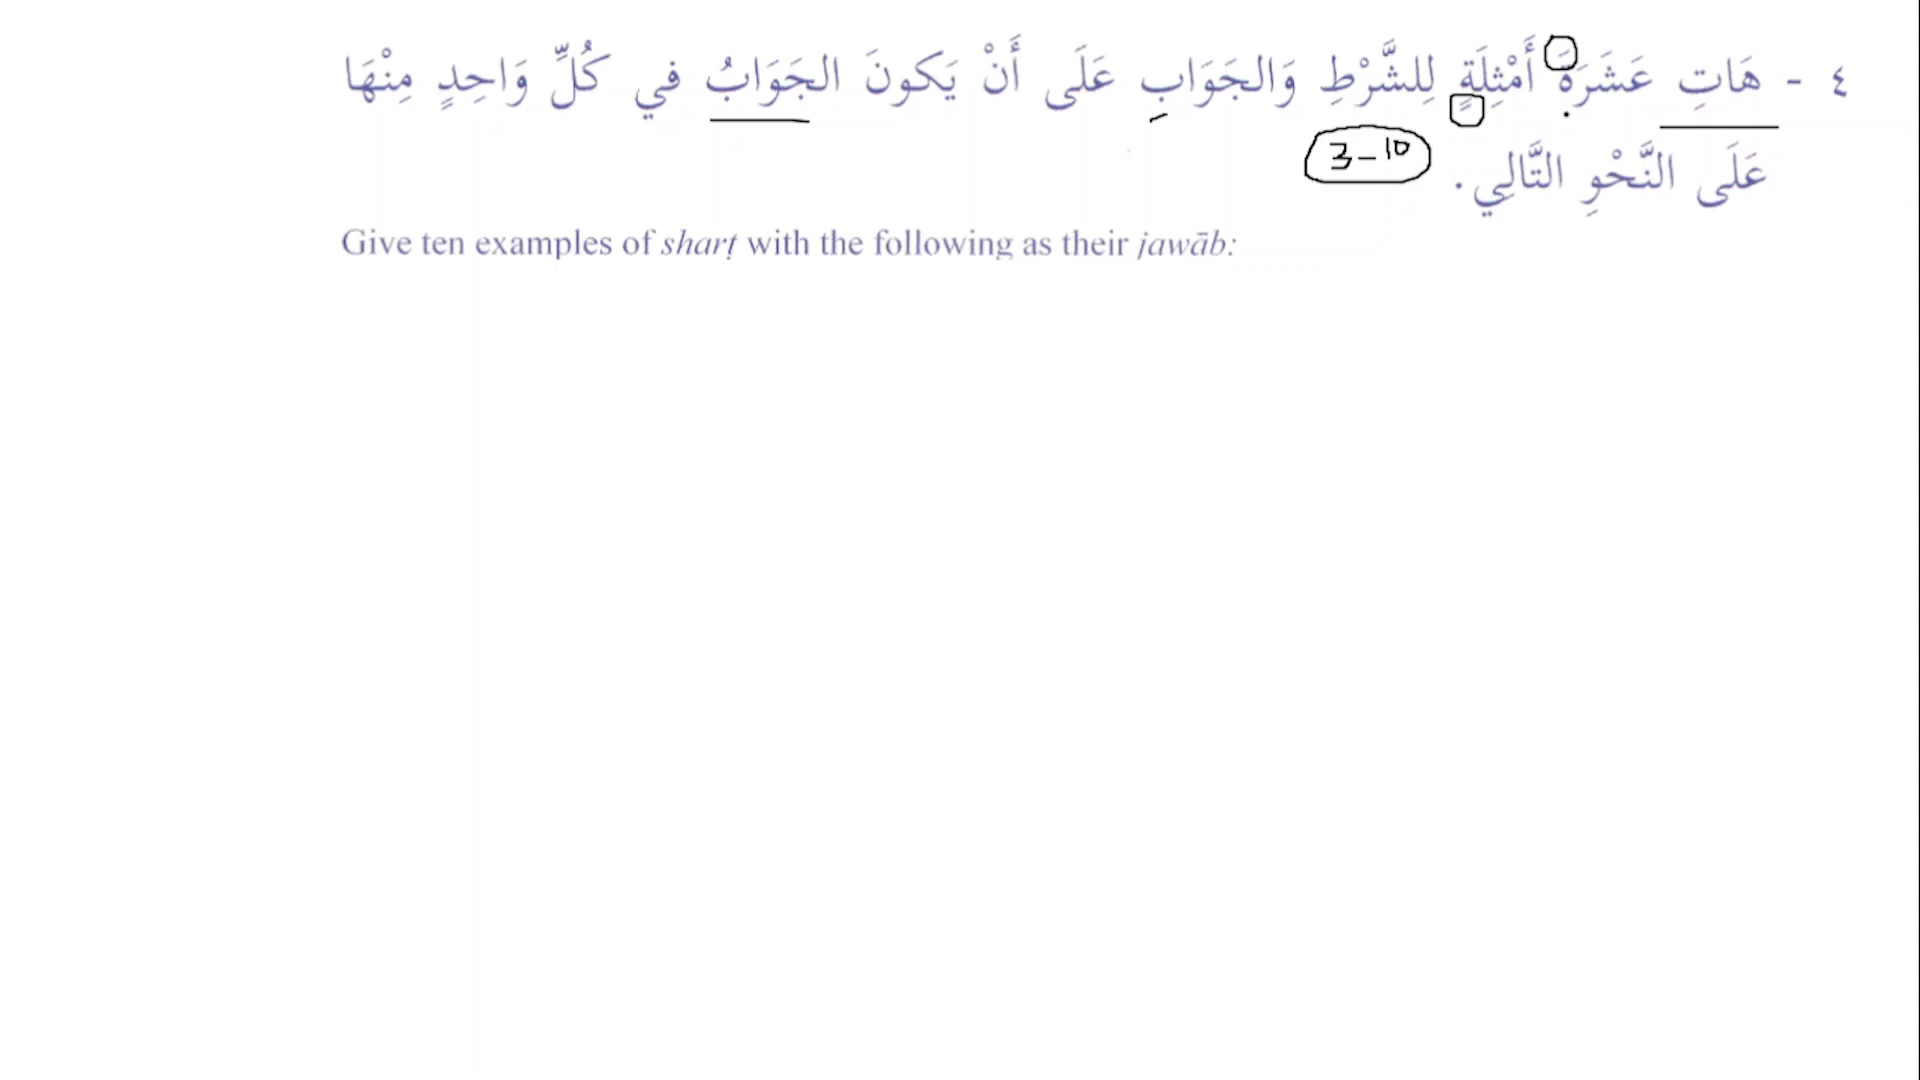 ٤ - هَاتِ عَشَرَةَ أَمْثِلَةٍ لِلشَّرْطِ وَالجَوَابِ عَلَى أَنْ يَكونَ الجَوَابُ في كُلِّ وَاحِدٍ مِنْهَا
عَلَى النَّحْوِ التَّالِي.
3-10
Give ten examples of sharṭ with the following as their jawāb: